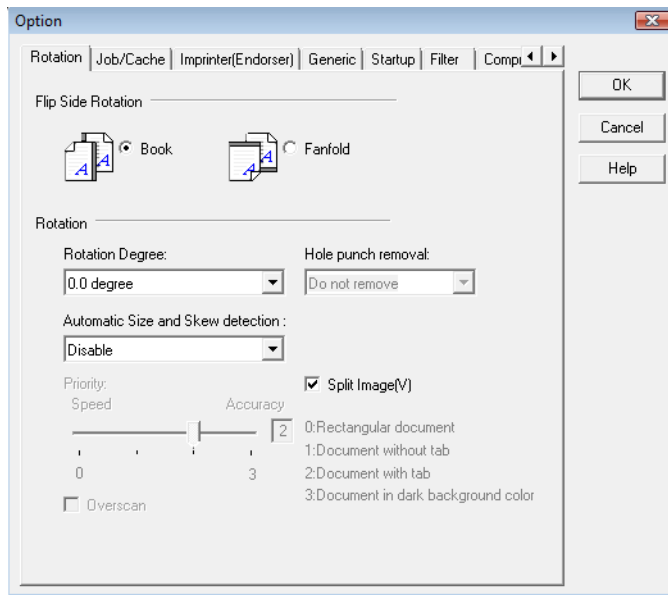 Option
Rotation Job/Cache Imprinter(Endorser) Generic Startup Filter
OK
Cancel
Help
Flip Side Rotation
A A Book A Fanfold
Rotation
Rotation Degree: Hole punch removal:
0.0 degree Do not remove
Automatic Size and Skew detection :
Disable
Priority: Split Image(V)
Speed Accuracy
2
0:Rectangular document
1:Document without tab
0 3 2:Document with tab
3:Document in dark background color
Overscan